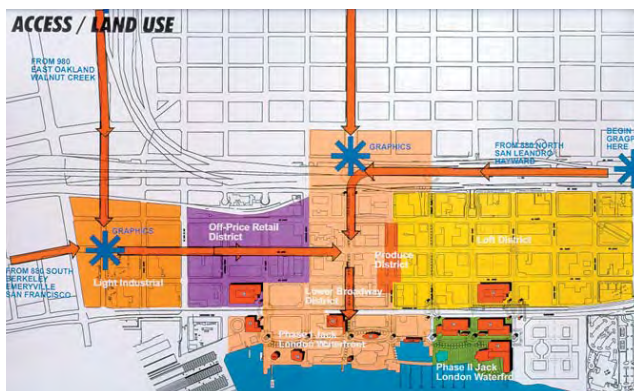 ACCESS / LAND USE
FROM 980
EAST OAKLAND
WALNUT CREEK
GRAPHICS
FROM 880 NORTH
SAN LEANDRO
HAYWARD
BEGIN
HERE
GRAPHICS
Off-Price Retail
District
Loft District
Produce
District
FROM 880 SOUTH
BERKELEY
EMERYVILLE
SAN FRANCISCO
Light Industrial
Lower Broadway
District
Phase I Jack
London Waterfront
Phase II Jack
London Waterfront